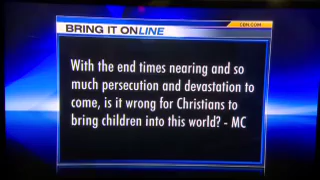 CBN.COM
BRING IT ONLINE
With the end times nearing and so
much persecution and devastation to
come, is it wrong for Christians to
bring children into this world? - MC